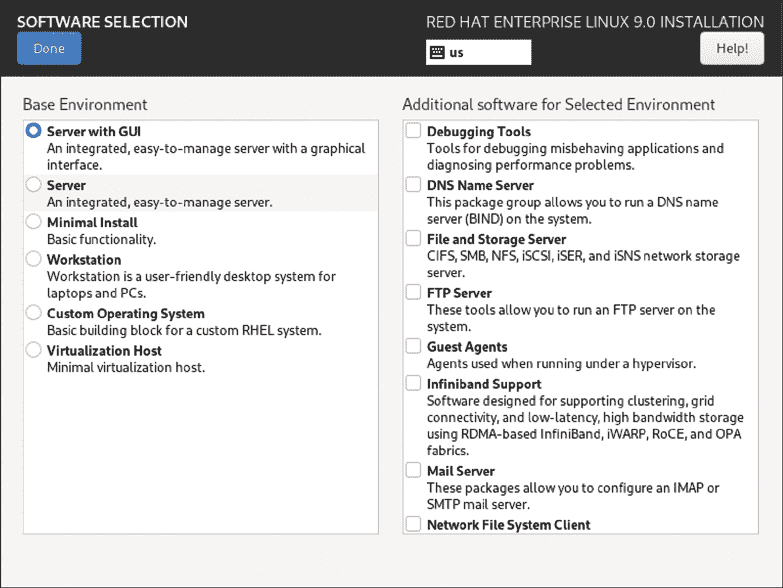 SOFTWARE SELECTION
Done
RED HAT ENTERPRISE LINUX 9.0 INSTALLATION
us
Help!
Base Environment
Server with GUI
An integrated, easy-to-manage server with a graphical
interface.
Server
An integrated, easy-to-manage server.
Minimal Install
Basic functionality.
Workstation
Workstation is a user-friendly desktop system for
laptops and PCs.
Custom Operating System
Basic building block for a custom RHEL system.
Virtualization Host
Minimal virtualization host.
Additional software for Selected Environment
Debugging Tools
Tools for debugging misbehaving applications and
diagnosing performance problems.
DNS Name Server
This package group allows you to run a DNS name
server (BIND) on the system.
File and Storage Server
CIFS, SMB, NFS, iSCSI, iSER, and iSNS network storage
server.
FTP Server
These tools allow you to run an FTP server on the
system.
Guest Agents
Agents used when running under a hypervisor.
Infiniband Support
Software designed for supporting clustering, grid
connectivity, and low-latency, high bandwidth storage
using RDMA-based InfiniBand, iWARP, RoCE, and OPA
fabrics.
Mail Server
These packages allow you to configure an IMAP or
SMTP mail server.
Network File System Client